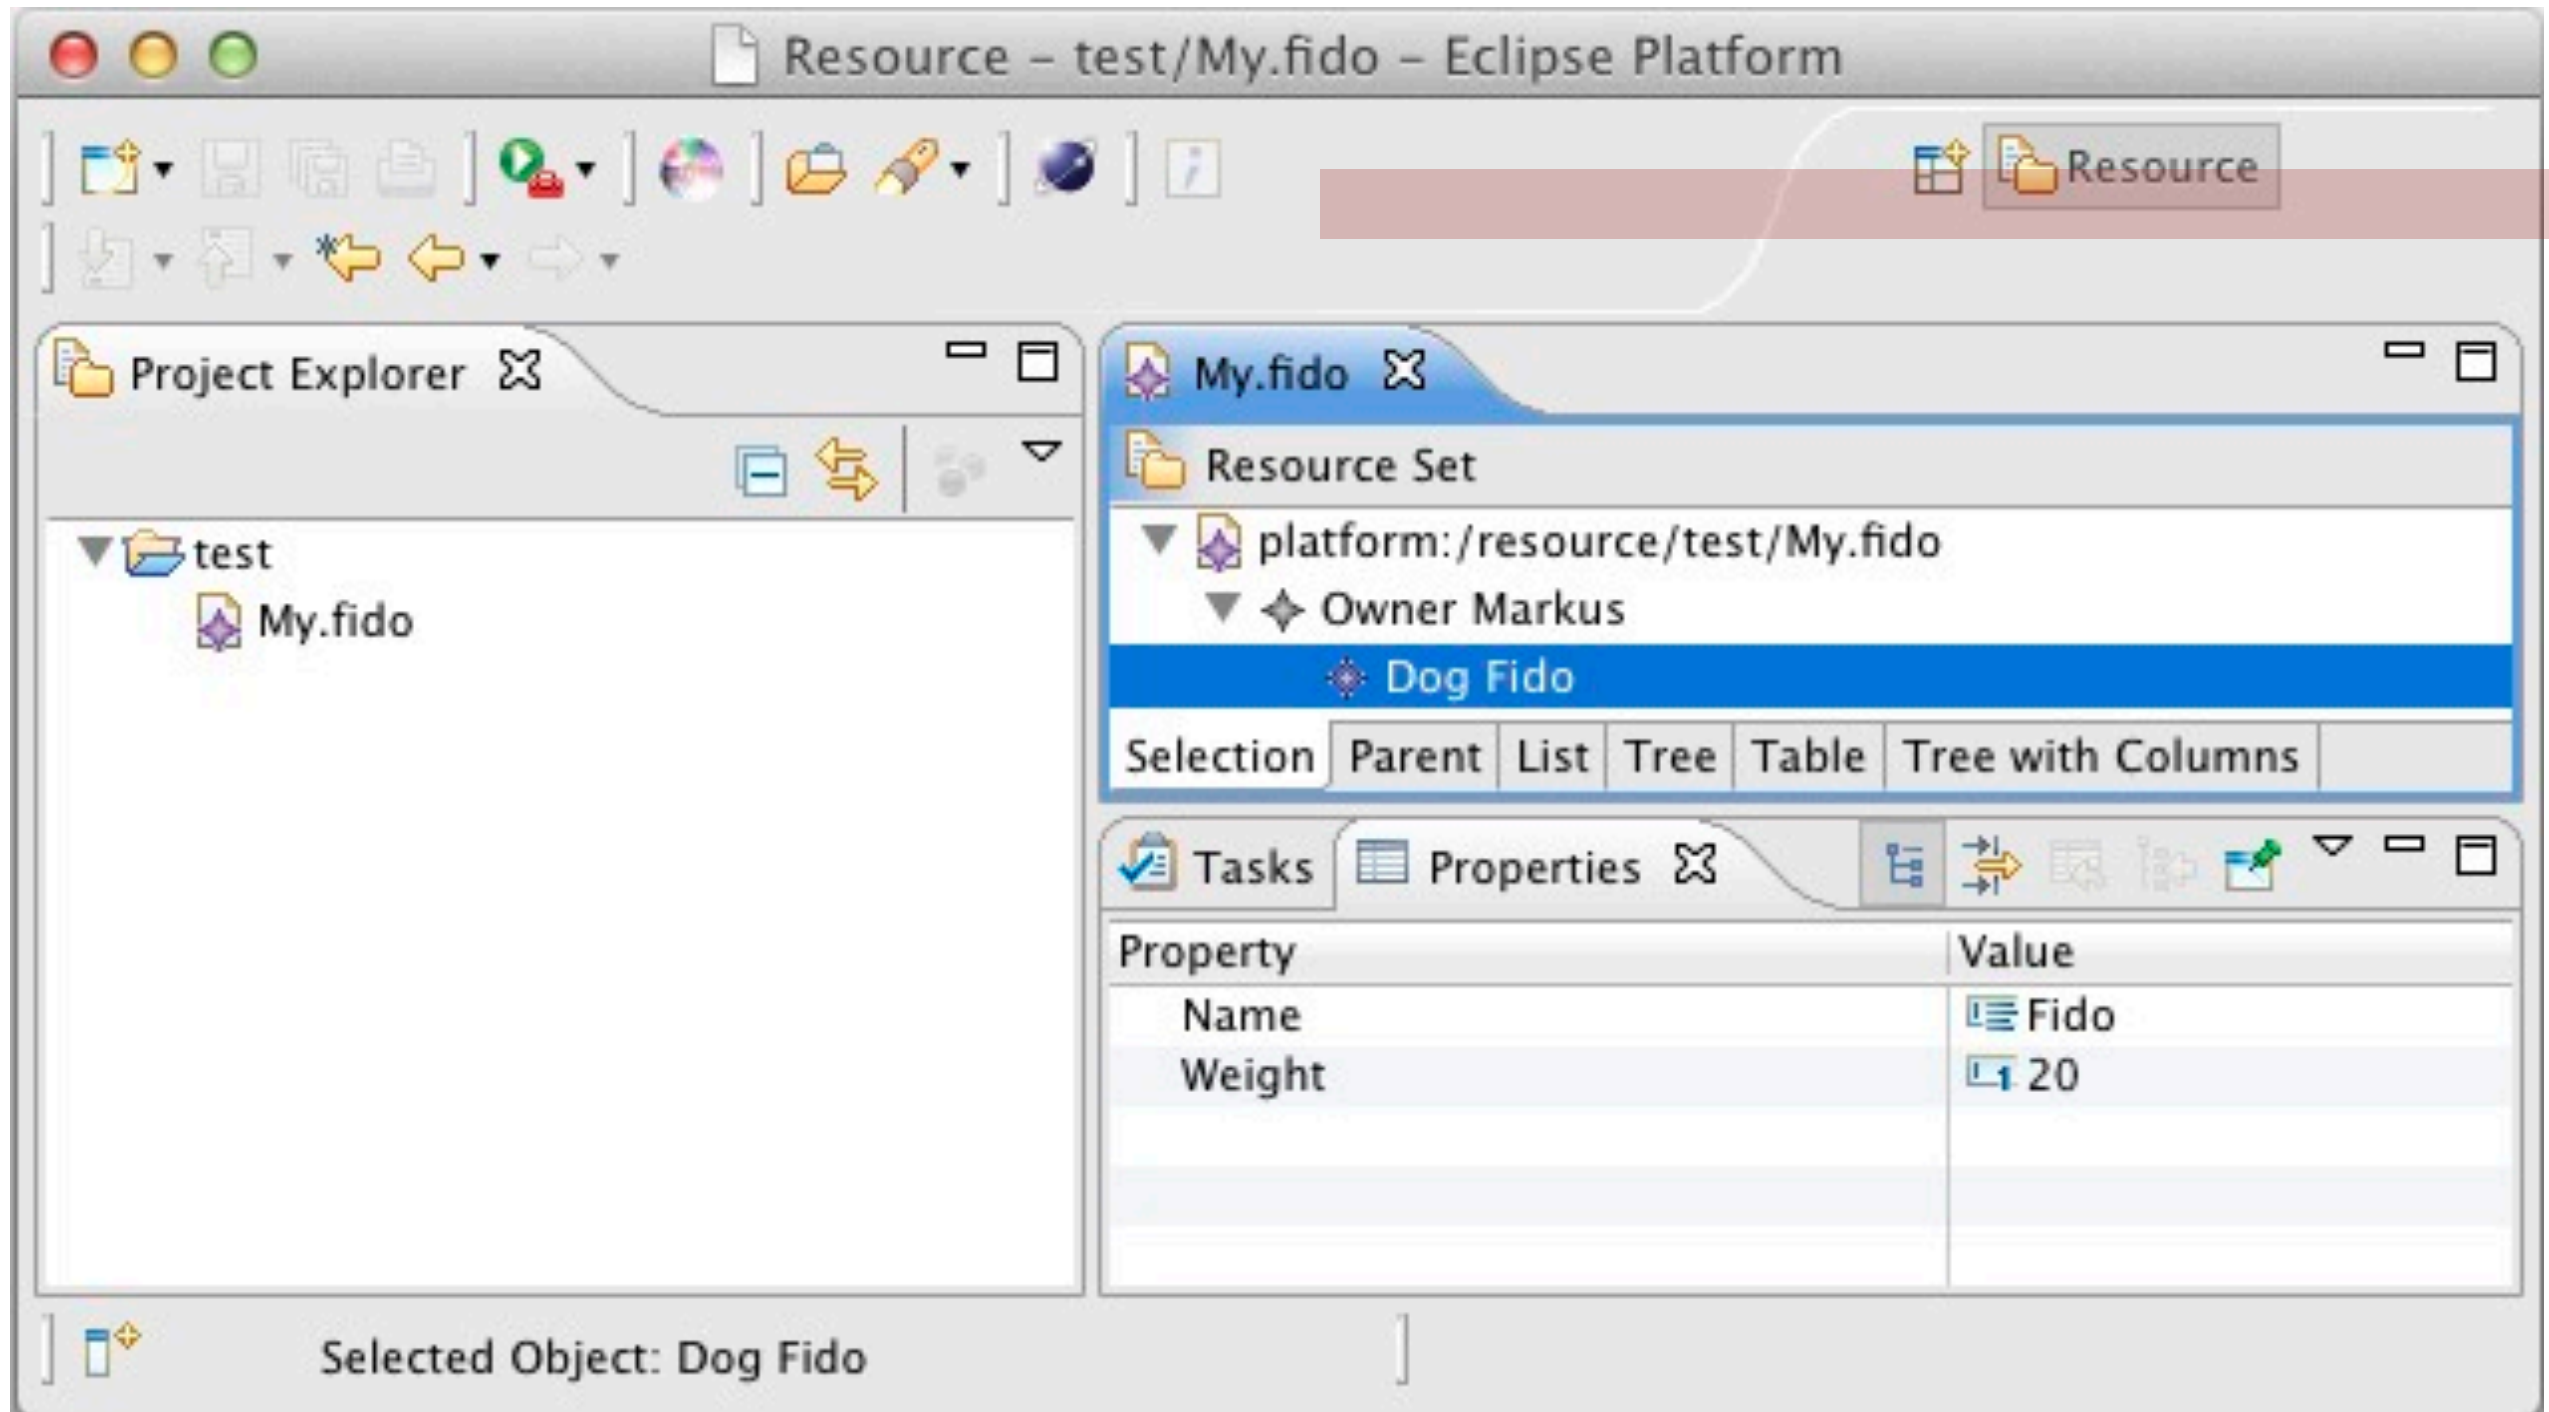 Resource – test/My.fido – Eclipse Platform
Resource
Project Explorer
test
My.fido
My.fido
Resource Set
platform:/resource/test/My.fido
Owner Markus
Dog Fido
Selection Parent List Tree Table Tree with Columns
Tasks Properties
Property Value
Name Fido
Weight 20
Selected Object: Dog Fido